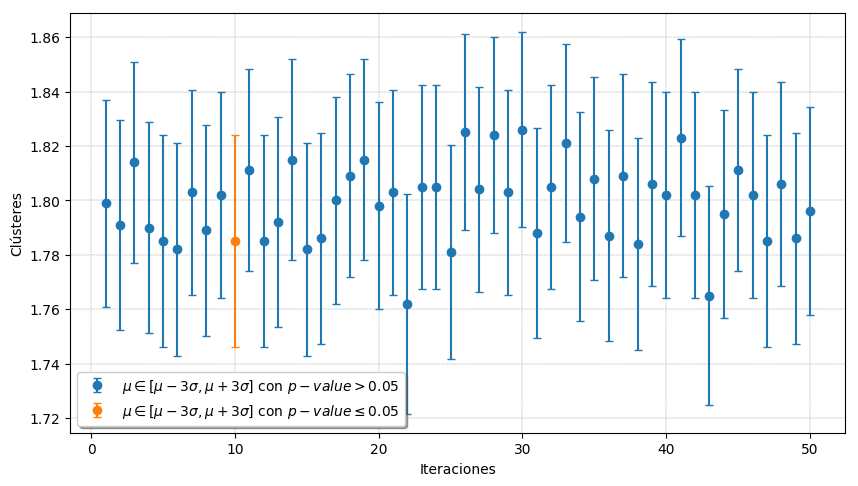 1.86
1.84
1.82
1.80
1.78
1.76
1.74
1.72
Clústeres
μ ∈ [μ − 3σ, μ + 3σ] con p − value > 0.05
μ ∈ [μ − 3σ, μ + 3σ] con p − value ≤ 0.05
0 10 20 30 40 50
Iteraciones